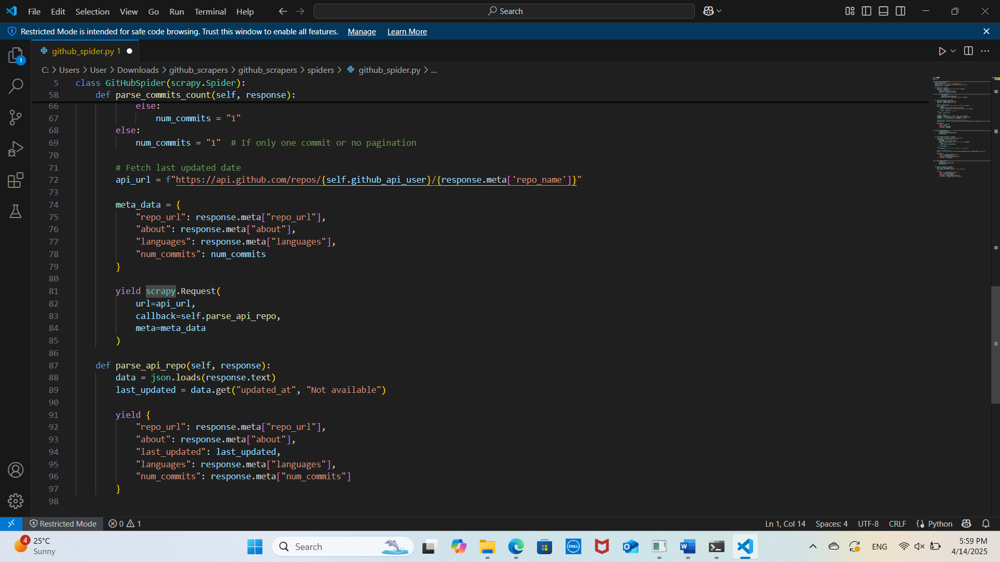 File Edit Selection View Go Run Terminal Help Search
Restricted Mode is intended for safe code browsing. Trust this window to enable all features. Manage Learn More
github_spider.py 1
1
C: > Users > User > Downloads > github_scrapers > github_scrapers > spiders > github_spider.py > ...
5 class GitHubSpider(scrapy.Spider):
58 def parse_commits_count(self, response):
66 else:
67 num_commits = "1"
68 else:
69 num_commits = "1" # If only one commit or no pagination
70
71 # Fetch last updated date
72 api_url = f"https://api.github.com/repos/{self.github_api_user}/{response.meta['repo_name']}"
73
74 meta_data = {
75 "repo_url": response.meta["repo_url"],
76 "about": response.meta["about"],
77 "languages": response.meta["languages"],
78 "num_commits": num_commits
79 }
80
81 yield scrapy.Request(
82 url=api_url,
83 callback=self.parse_api_repo,
84 meta=meta_data
85 )
86
87 def parse_api_repo(self, response):
88 data = json.loads(response.text)
89 last_updated = data.get("updated_at", "Not available")
90
91 yield {
92 "repo_url": response.meta["repo_url"],
93 "about": response.meta["about"],
94 "last_updated": last_updated,
95 "languages": response.meta["languages"],
96 "num_commits": response.meta["num_commits"]
97 }
98
Restricted Mode 0 1 Ln 1, Col 14 Spaces: 4 UTF-8 CRLF {} Python
4 25°C
Sunny
Search
DELL
ENG
5:59 PM
4/14/2025